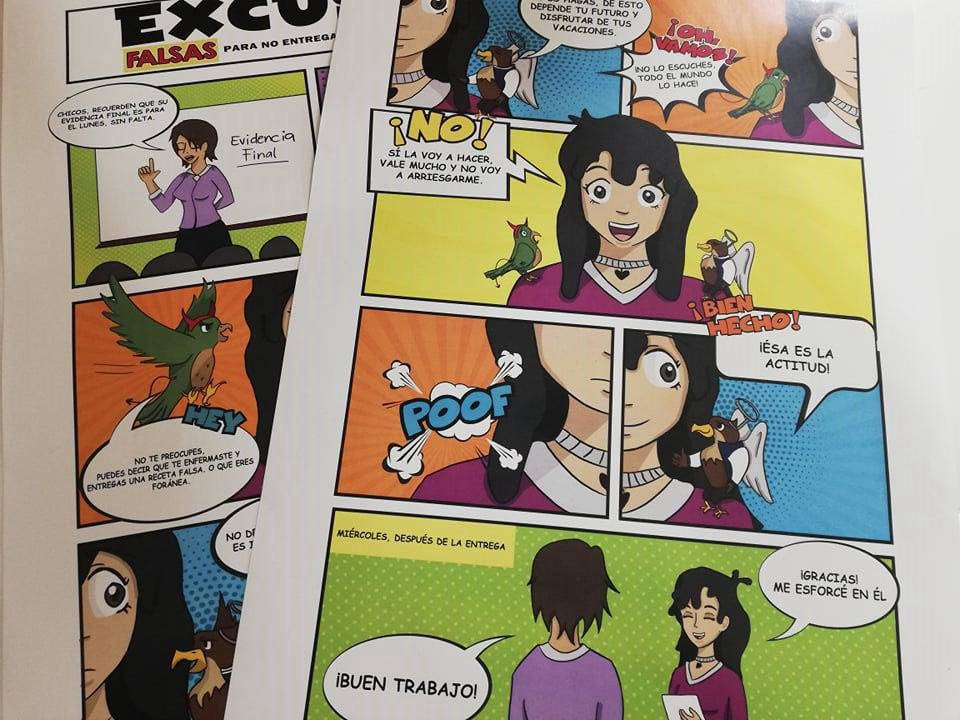 EXCU
FALSAS PARA NO ENTREGA
CHICOS, RECUERDEN QUE SU
EVIDENCIA FINAL ES PARA
EL LUNES, SIN FALTA.
Evidencia
Final
HEY
NO TE PREOCUPES,
PUEDES DECIR QUE TE ENFERMASTE Y
ENTREGAS UNA RECETA FALSA. O QUE ERES
FORÁNEA.
NO
ES
HAGAS, DE ESTO
DEPENDE TU FUTURO Y
DISFRUTAR DE TUS
VACACIONES.
¡OH,
VAMOS!
¡NO LO ESCUCHES,
TODO EL MUNDO
LO HACE!
¡NO!
SÍ LA VOY A HACER,
VALE MUCHO Y NO VOY
A ARRIESGARME.
POOF
¡BIEN
HECHO!
¡ÉSA ES LA
ACTITUD!
MIÉRCOLES, DESPUÉS DE LA ENTREGA
¡BUEN TRABAJO!
¡GRACIAS!
ME ESFORCÉ EN ÉL